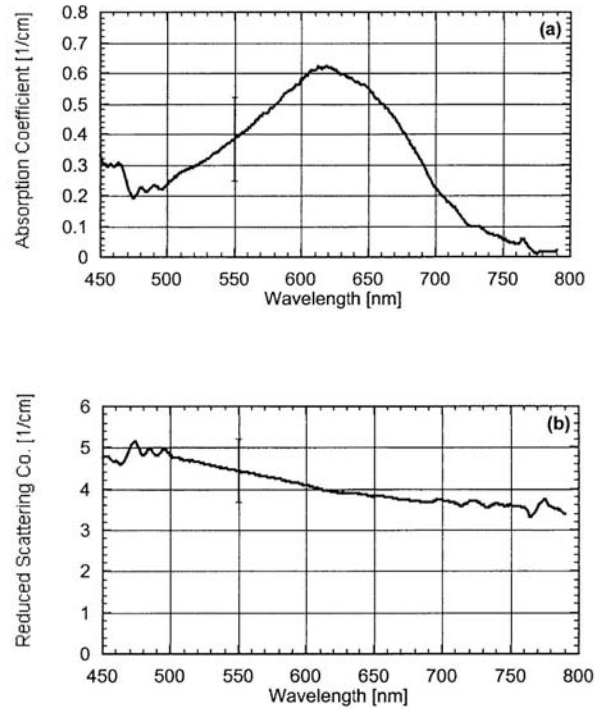 (a)
Absorption Coefficient [1/cm]
0.8
0.7
0.6
0.5
0.4
0.3
0.2
0.1
0
450 500 550 600 650 700 750 800
Wavelength [nm]
(b)
Reduced Scattering Co. [1/cm]
6
5
4
3
2
1
0
450 500 550 600 650 700 750 800
Wavelength [nm]